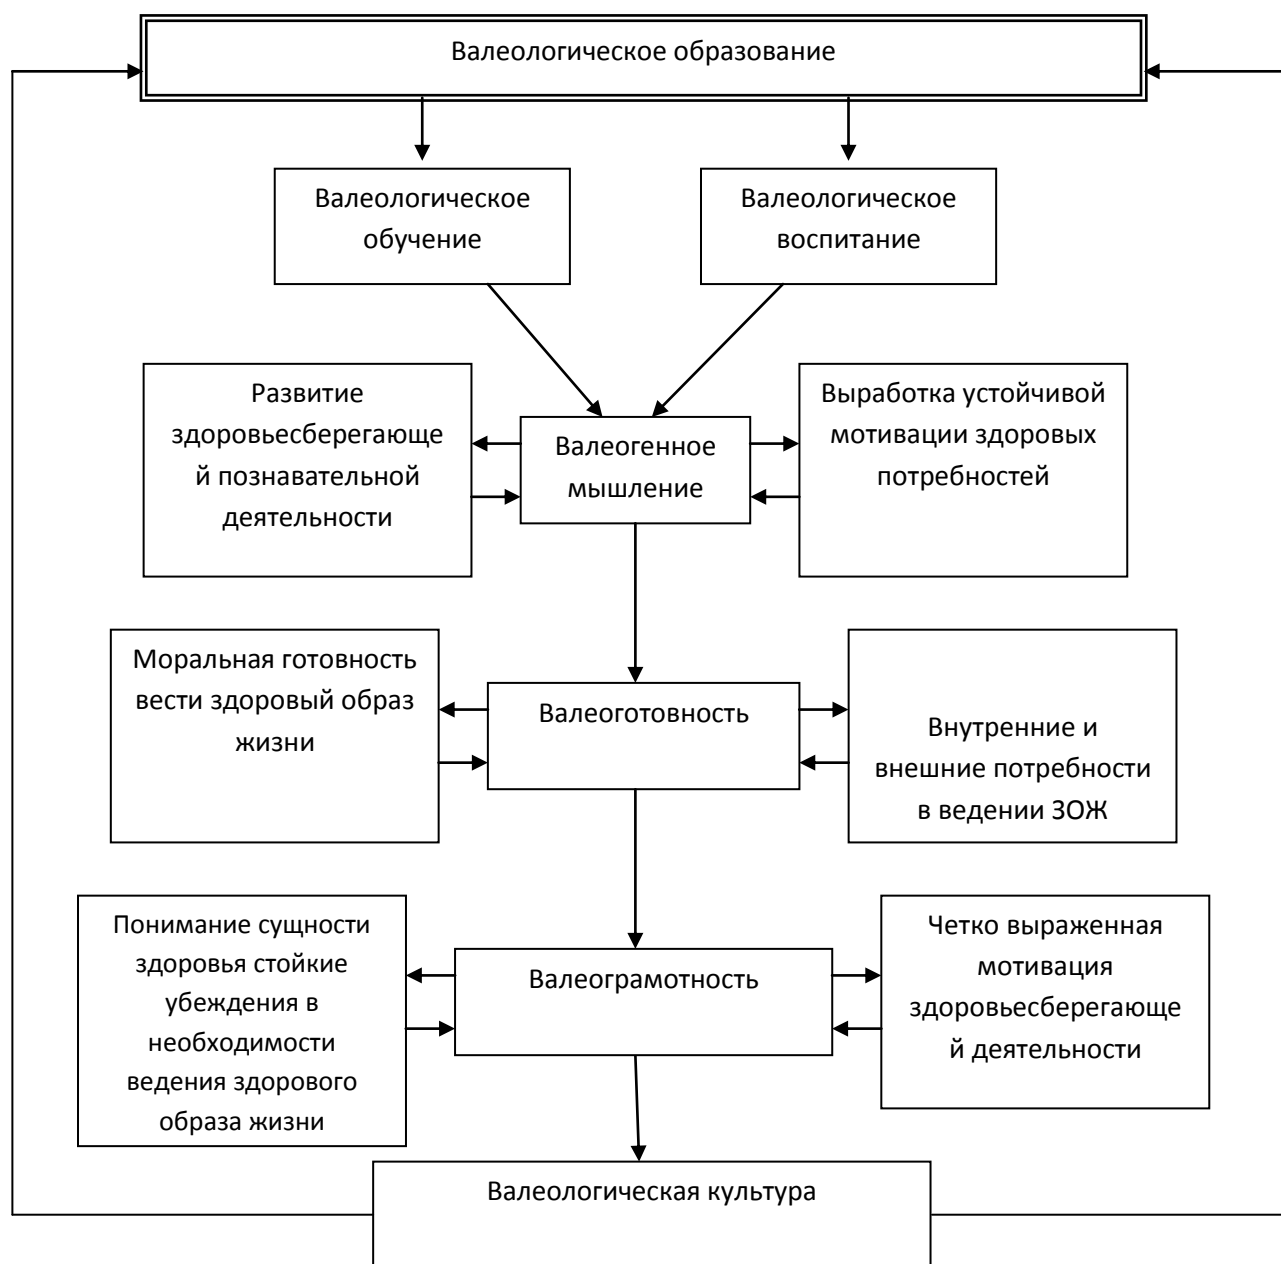 Валеологическое образование
Валеологическое
обучение
Валеологическое
воспитание
Развитие
здоровьесберегающе
й познавательной
деятельности
Валеогенное
мышление
Выработка устойчивой
мотивации здоровых
потребностей
Моральная готовность
вести здоровый образ
жизни
Валеоготовность
Внутренние и
внешние потребности
в ведении ЗОЖ
Понимание сущности
здоровья стойкие
убеждения в
необходимости
ведения здорового
образа жизни
Валеограмотность
Четко выраженная
мотивация
здоровьесберегающе
й деятельности
Валеологическая культура